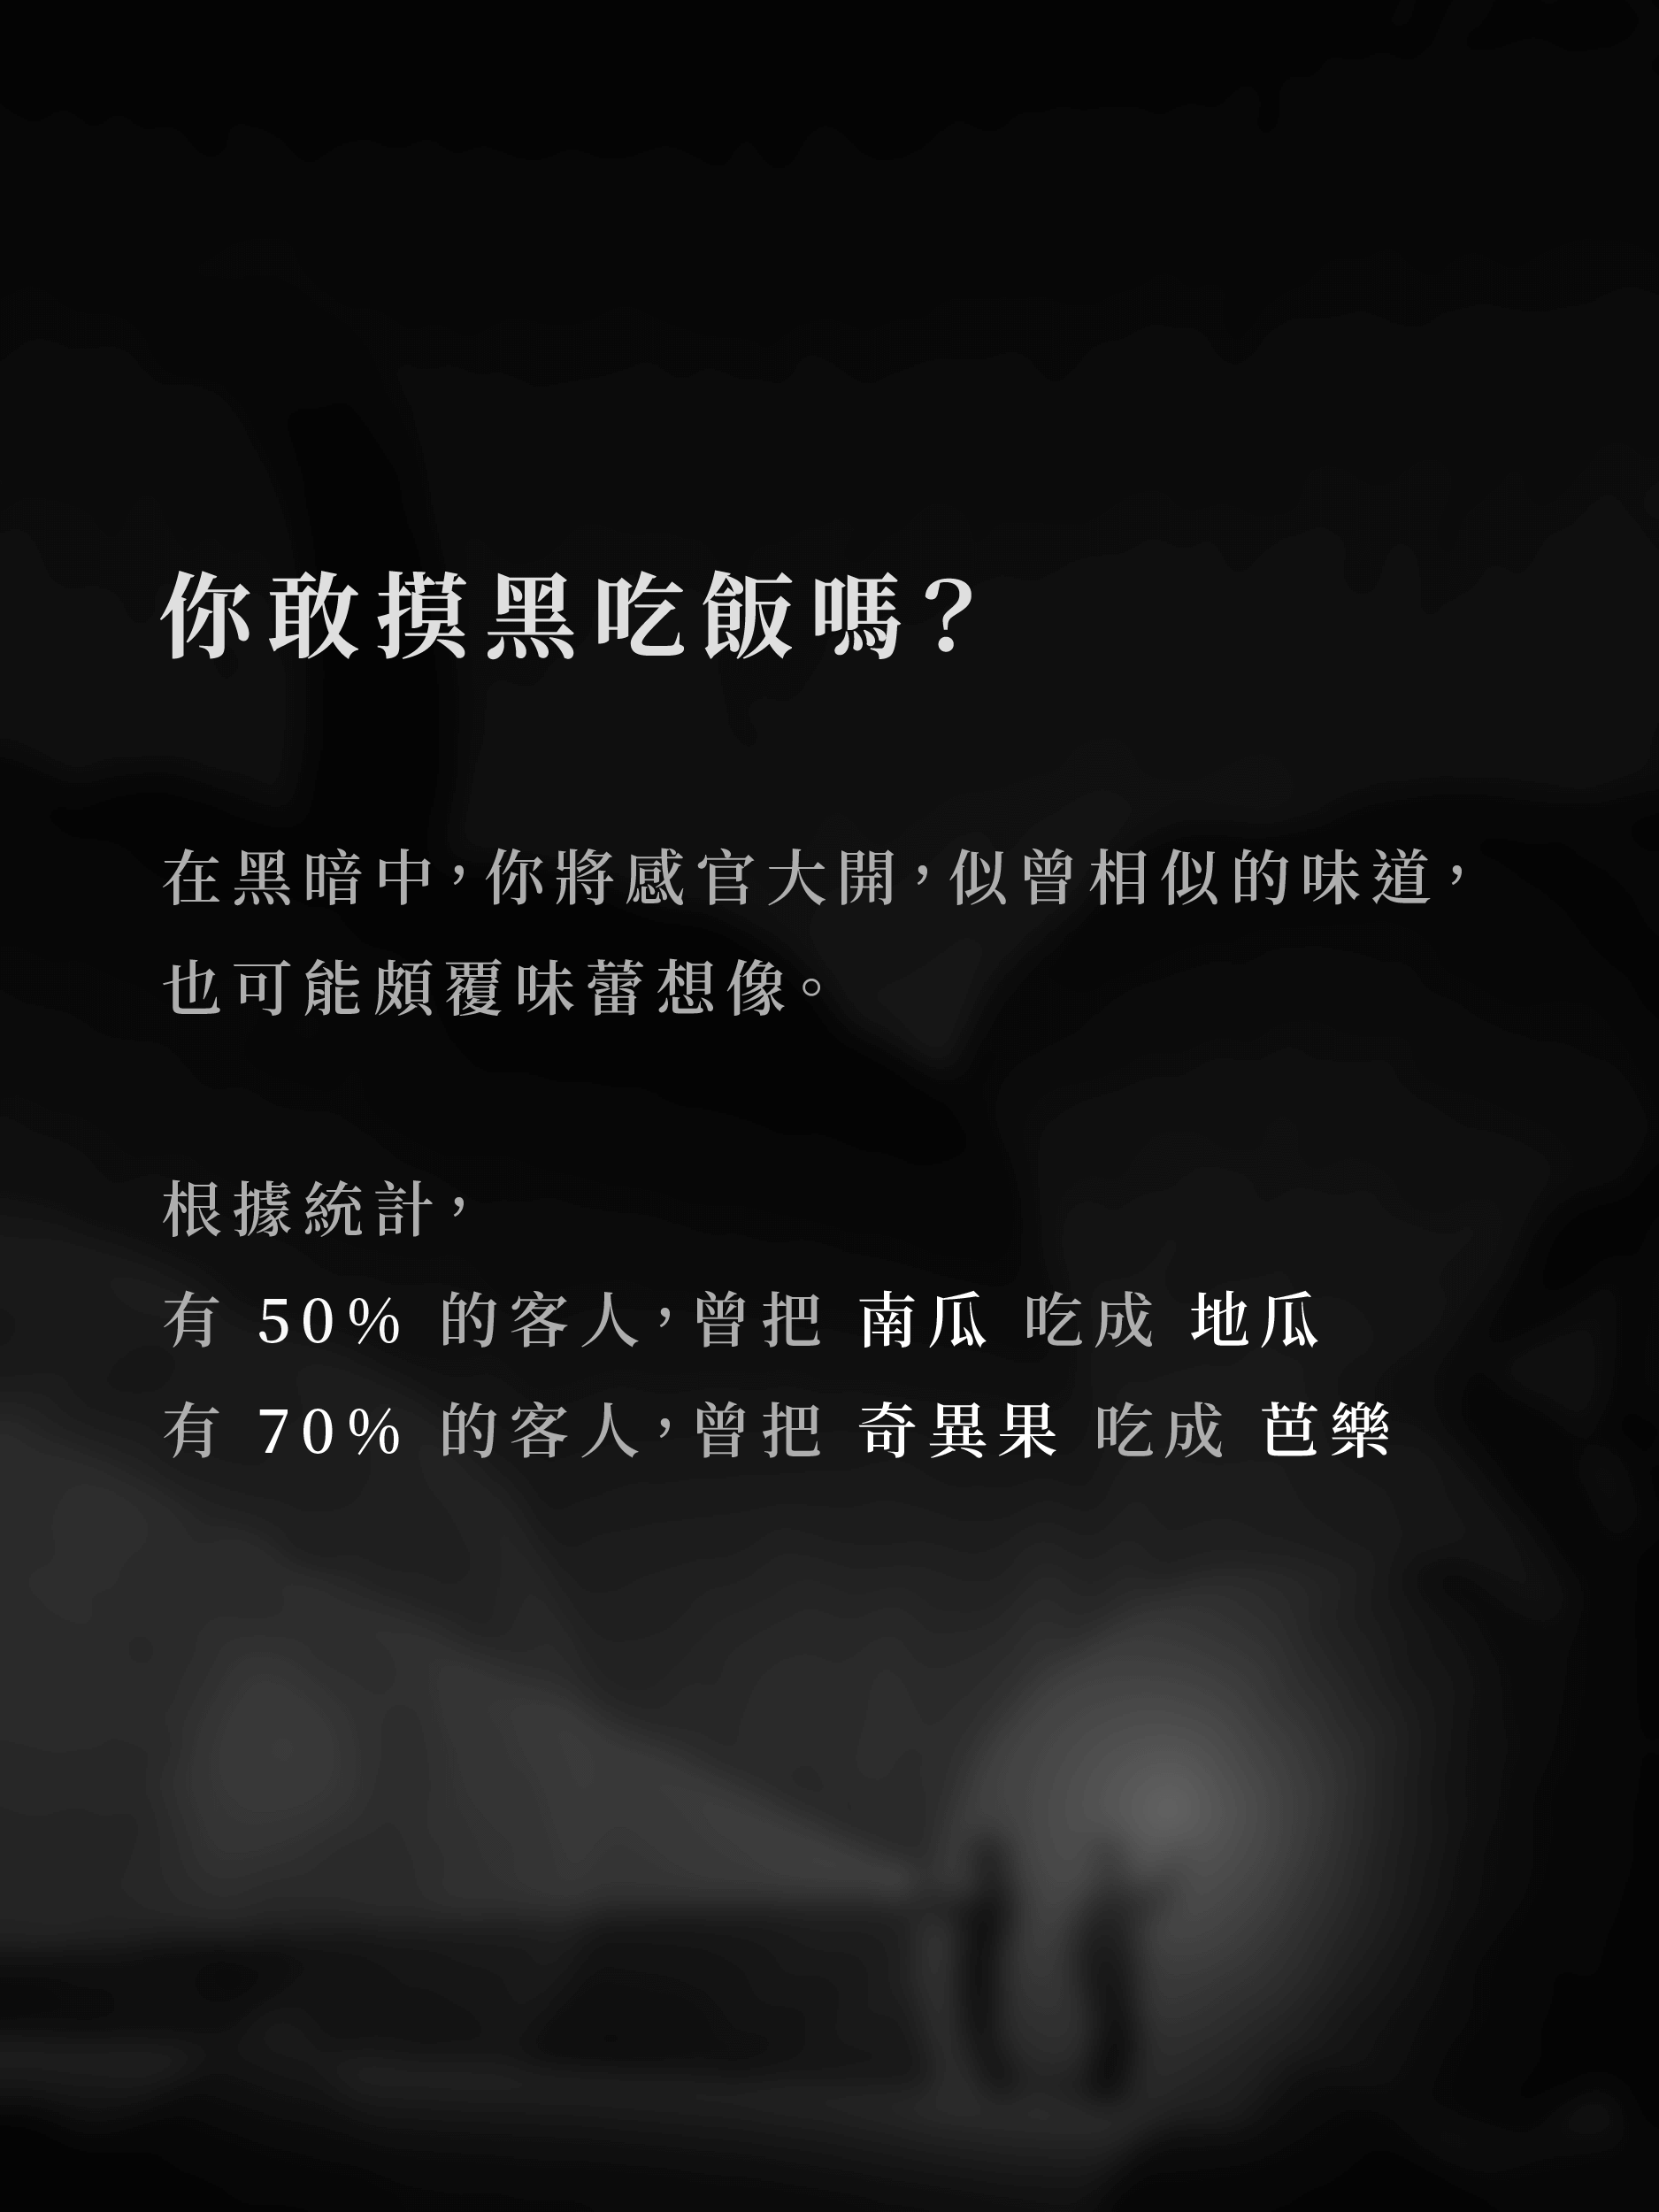 你敢摸黑吃飯嗎？
在黑暗中，你將感官大開，似曾相似的味道，
也可能頗覆味蕾想像。
根據統計，
有 50% 的客人，曾把 南瓜 吃成 地瓜
有 70% 的客人，曾把 奇異果 吃成 芭樂